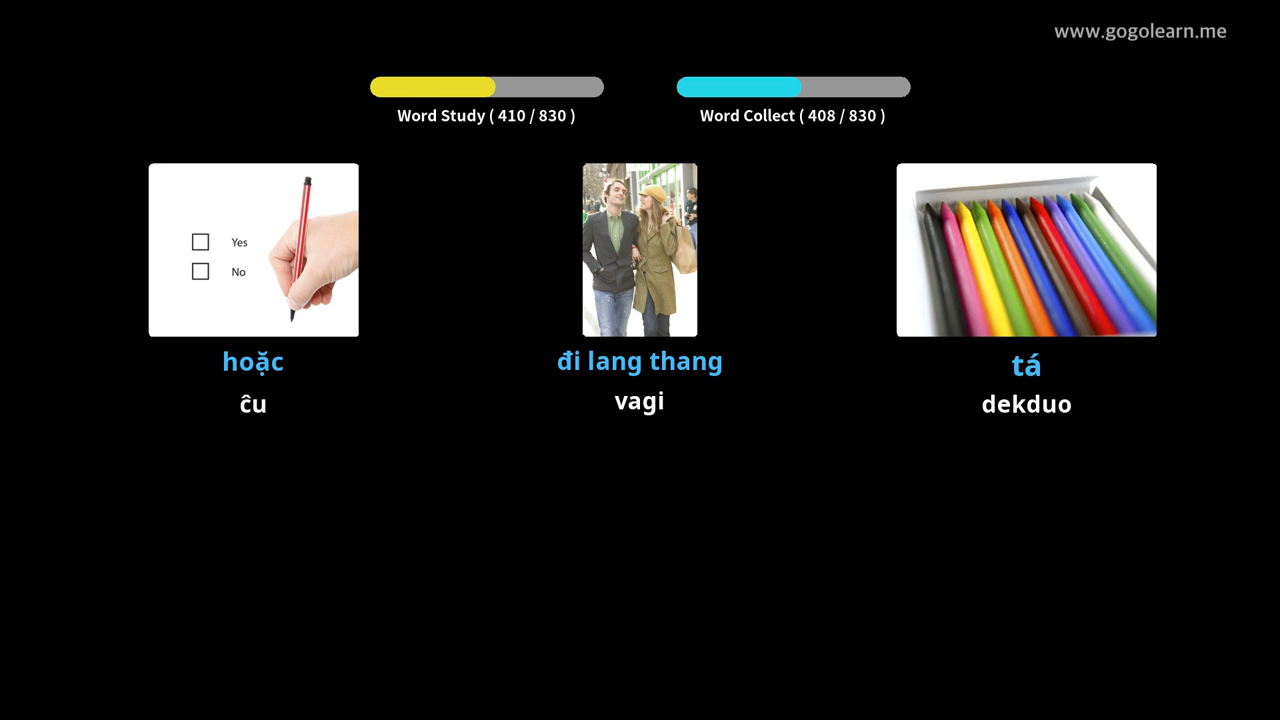 www.gogolearn.me
Word Study ( 410 / 830 )
Word Collect ( 408 / 830 )
Yes
No
hoặc
đi lang thang
tá
ĉu
vagi
dekduo